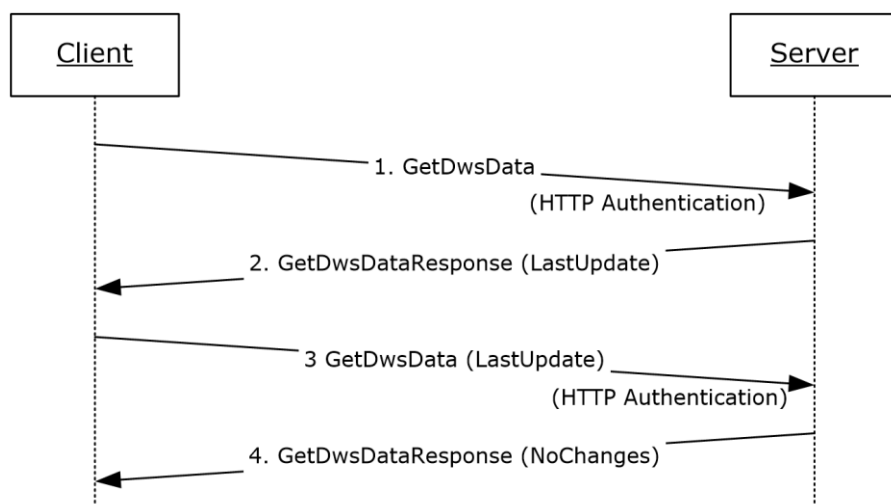 Client
Server
1. GetDwsData
(HTTP Authentication)
2. GetDwsDataResponse (LastUpdate)
3 GetDwsData (LastUpdate)
(HTTP Authentication)
4. GetDwsDataResponse (NoChanges)